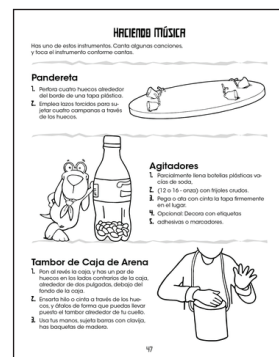 HACIENDO MÚSICA
Has uno de estos instrumentos. Canta algunas canciones,
y toca el instrumento conforme cantas.
Pandereta
1. Perfora cuatro huecos alrededor
del borde de una tapa plástica.
2. Emplea lazos torcidos para su-
jetar cuatro campanas a través
de los huecos.
Agitadores
1. Parcialmente llena botellas plásticas va-
cías de soda,
2. (12 o 16 - onza) con frijoles crudos.
3. Pega o ata con cinta la tapa firmemente
en el lugar.
4. Opcional: Decora con etiquetas
5. adhesivas o marcadores.
Tambor de Caja de Arena
1. Pon al revés la caja, y has un par de
huecos en los lados contrarios de la caja,
alrededor de dos pulgadas, debajo del
fondo de la caja.
2. Ensarta hilo o cinta a través de los hue-
cos, y átalos de forma que puedas llevar
puesto el tambor alrededor de tu cuello.
3. Usa tus manos, sujeta barras con clavija,
has baquetas de madera.
47